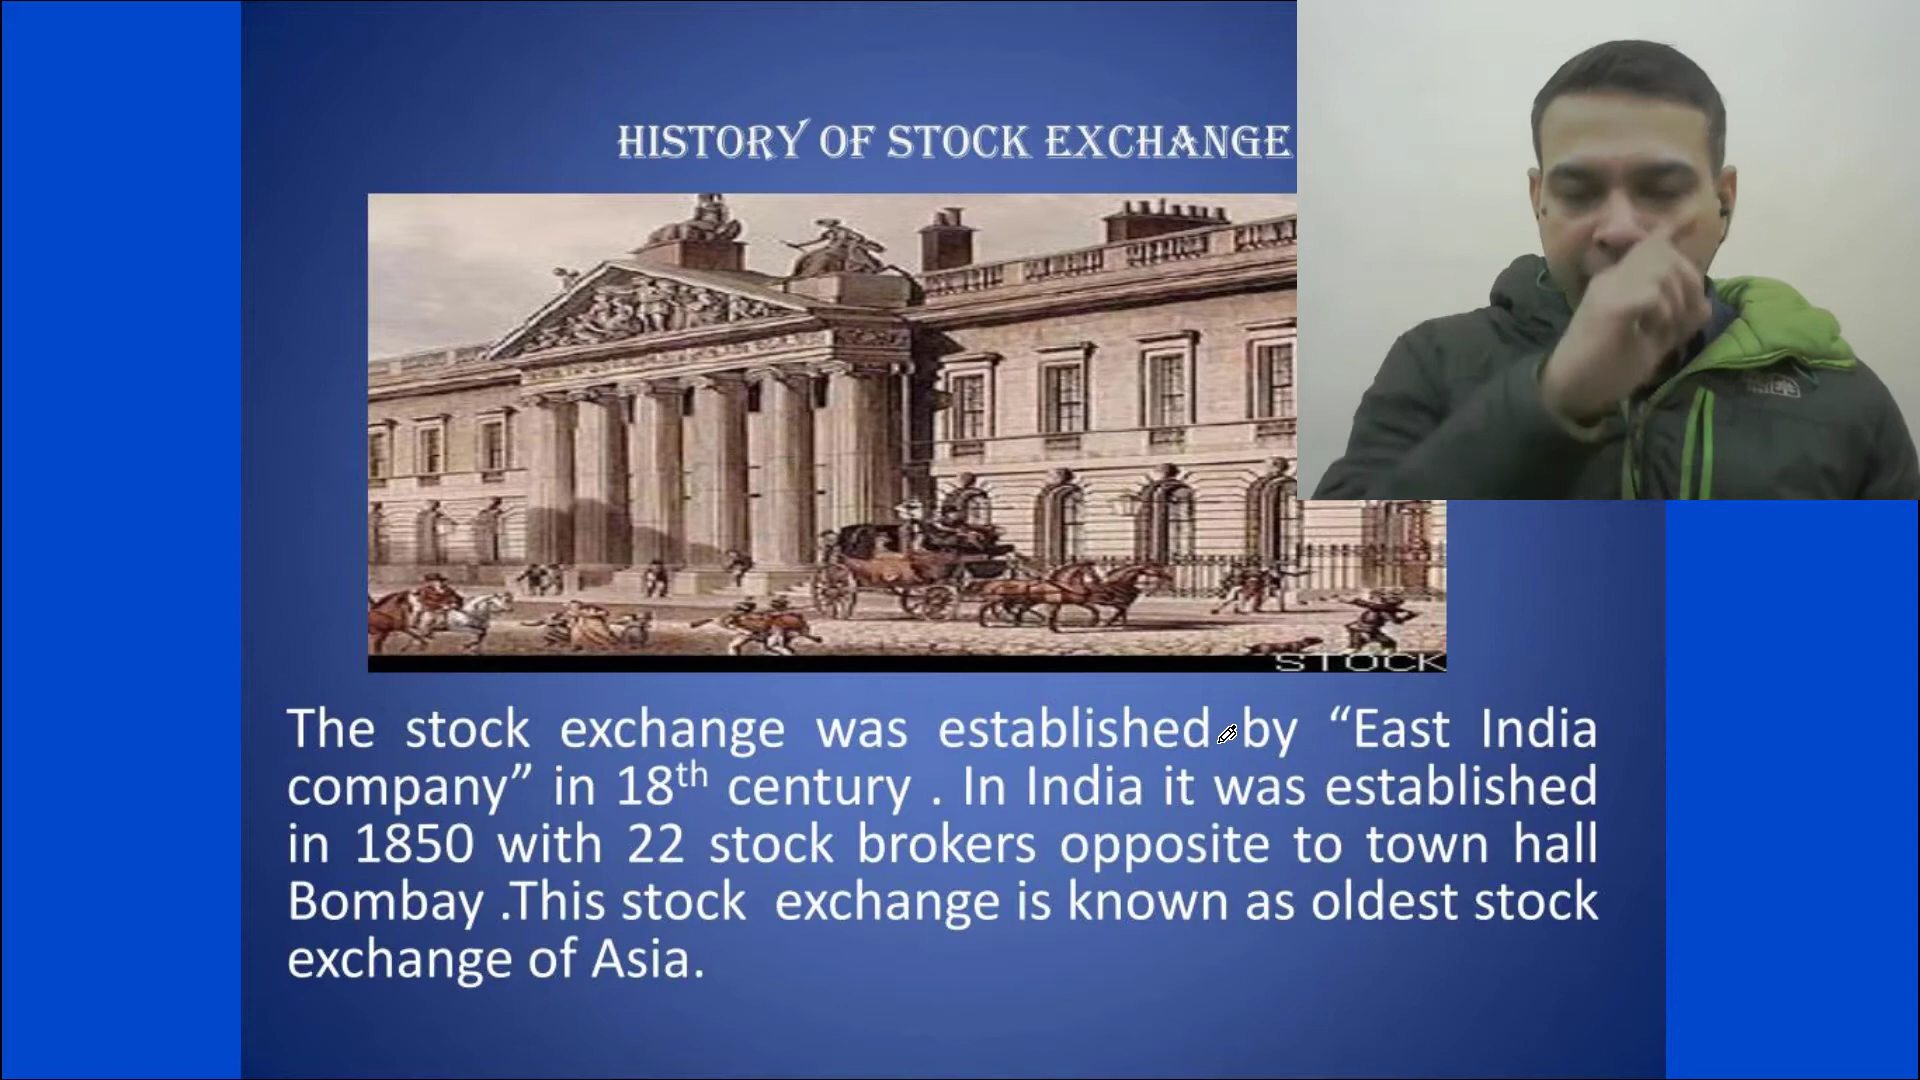 HISTORY OF STOCK EXCHANGE
STOCK
The stock exchange was established by “East India
company” in 18th century . In India it was established
in 1850 with 22 stock brokers opposite to town hall
Bombay .This stock  exchange is known as oldest stock
exchange of Asia.